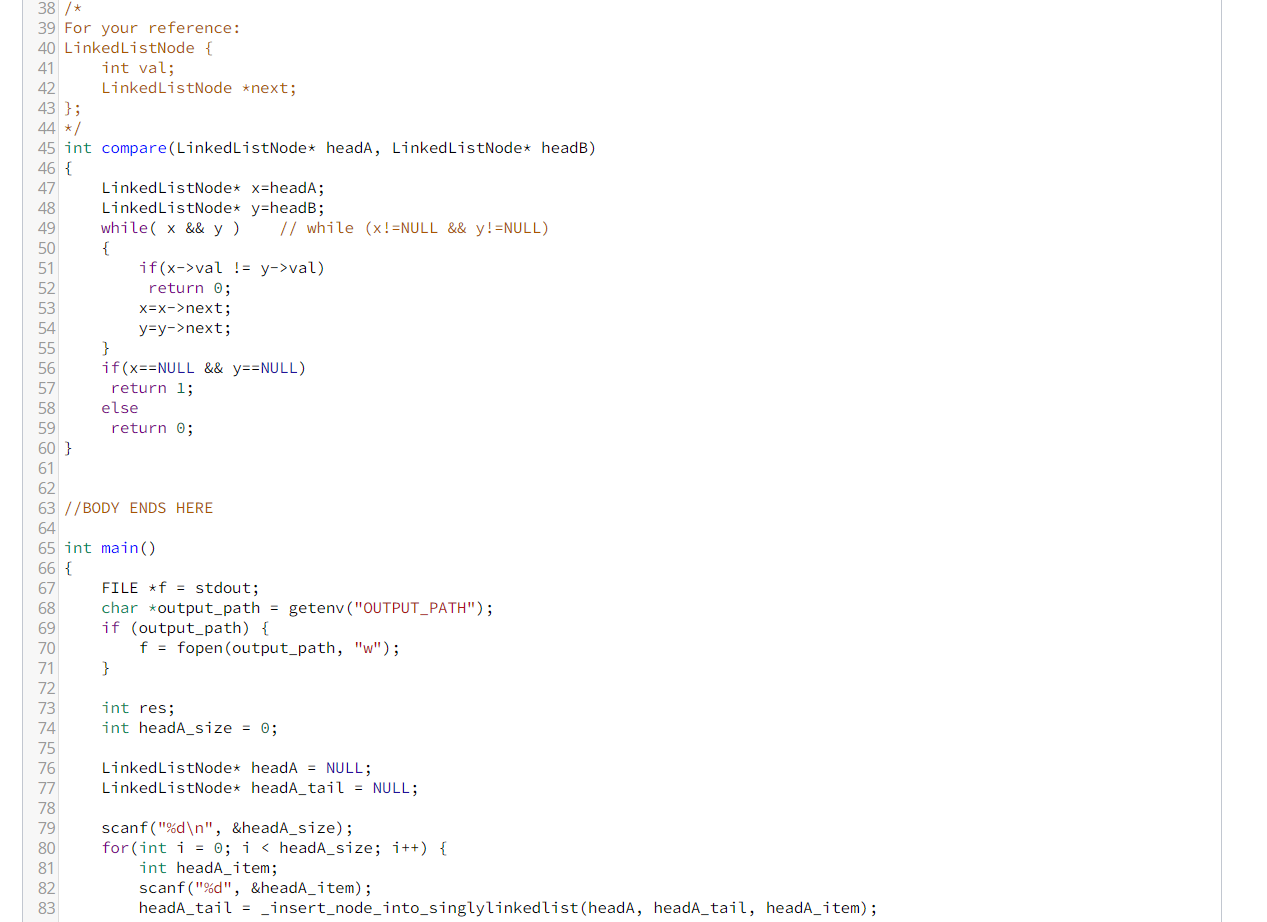 38 /*
39 For your reference:
40 LinkedListNode {
41     int val;
42     LinkedListNode *next;
43 };
44 */
45 int compare(LinkedListNode* headA, LinkedListNode* headB)
46 {
47     LinkedListNode* x=headA;
48     LinkedListNode* y=headB;
49     while( x && y )    // while (x!=NULL && y!=NULL)
50     {
51         if(x->val != y->val)
52          return 0;
53         x=x->next;
54         y=y->next;
55     }
56     if(x==NULL && y==NULL)
57      return 1;
58     else
59      return 0;
60 }
61
62
63 //BODY ENDS HERE
64
65 int main()
66 {
67     FILE *f = stdout;
68     char *output_path = getenv("OUTPUT_PATH");
69     if (output_path) {
70         f = fopen(output_path, "w");
71     }
72
73     int res;
74     int headA_size = 0;
75
76     LinkedListNode* headA = NULL;
77     LinkedListNode* headA_tail = NULL;
78
79     scanf("%d\n", &headA_size);
80     for(int i = 0; i < headA_size; i++) {
81         int headA_item;
82         scanf("%d", &headA_item);
83         headA_tail = _insert_node_into_singlylinkedlist(headA, headA_tail, headA_item);